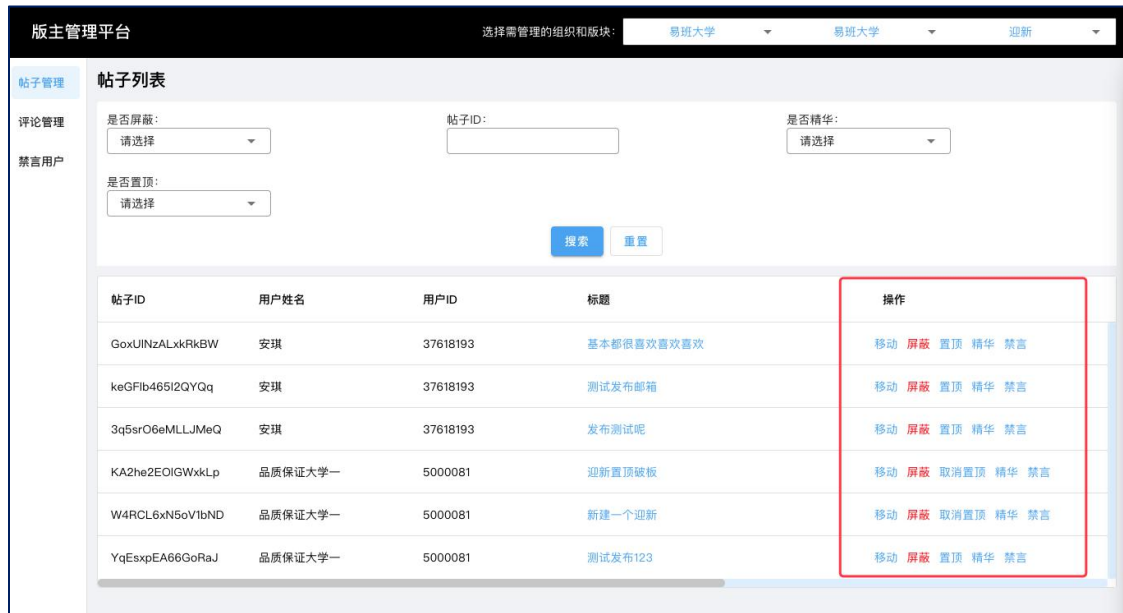 版主管理平台 选择需管理的组织和版块: 易班大学 易班大学 迎新
帖子管理
评论管理
禁言用户
帖子列表
是否屏蔽: 帖子ID: 是否精华:
请选择 请选择
是否置顶:
请选择
搜索 重置
帖子ID 用户姓名 用户ID 标题 操作
GoxUlNzALxkRkBW 安琪 37618193 基本都很喜欢喜欢喜欢 移动 屏蔽 置顶 精华 禁言
keGFlb465I2QYQq 安琪 37618193 测试发布邮箱 移动 屏蔽 置顶 精华 禁言
3q5srO6eMLLJMeQ 安琪 37618193 发布测试呢 移动 屏蔽 置顶 精华 禁言
KA2he2EOlGWxkLp 品质保证大学一 5000081 迎新置顶破板 移动 屏蔽 取消置顶 精华 禁言
W4RCL6xN5oV1bND 品质保证大学一 5000081 新建一个迎新 移动 屏蔽 取消置顶 精华 禁言
YqEsxpEA66GoRaJ 品质保证大学一 5000081 测试发布123 移动 屏蔽 置顶 精华 禁言